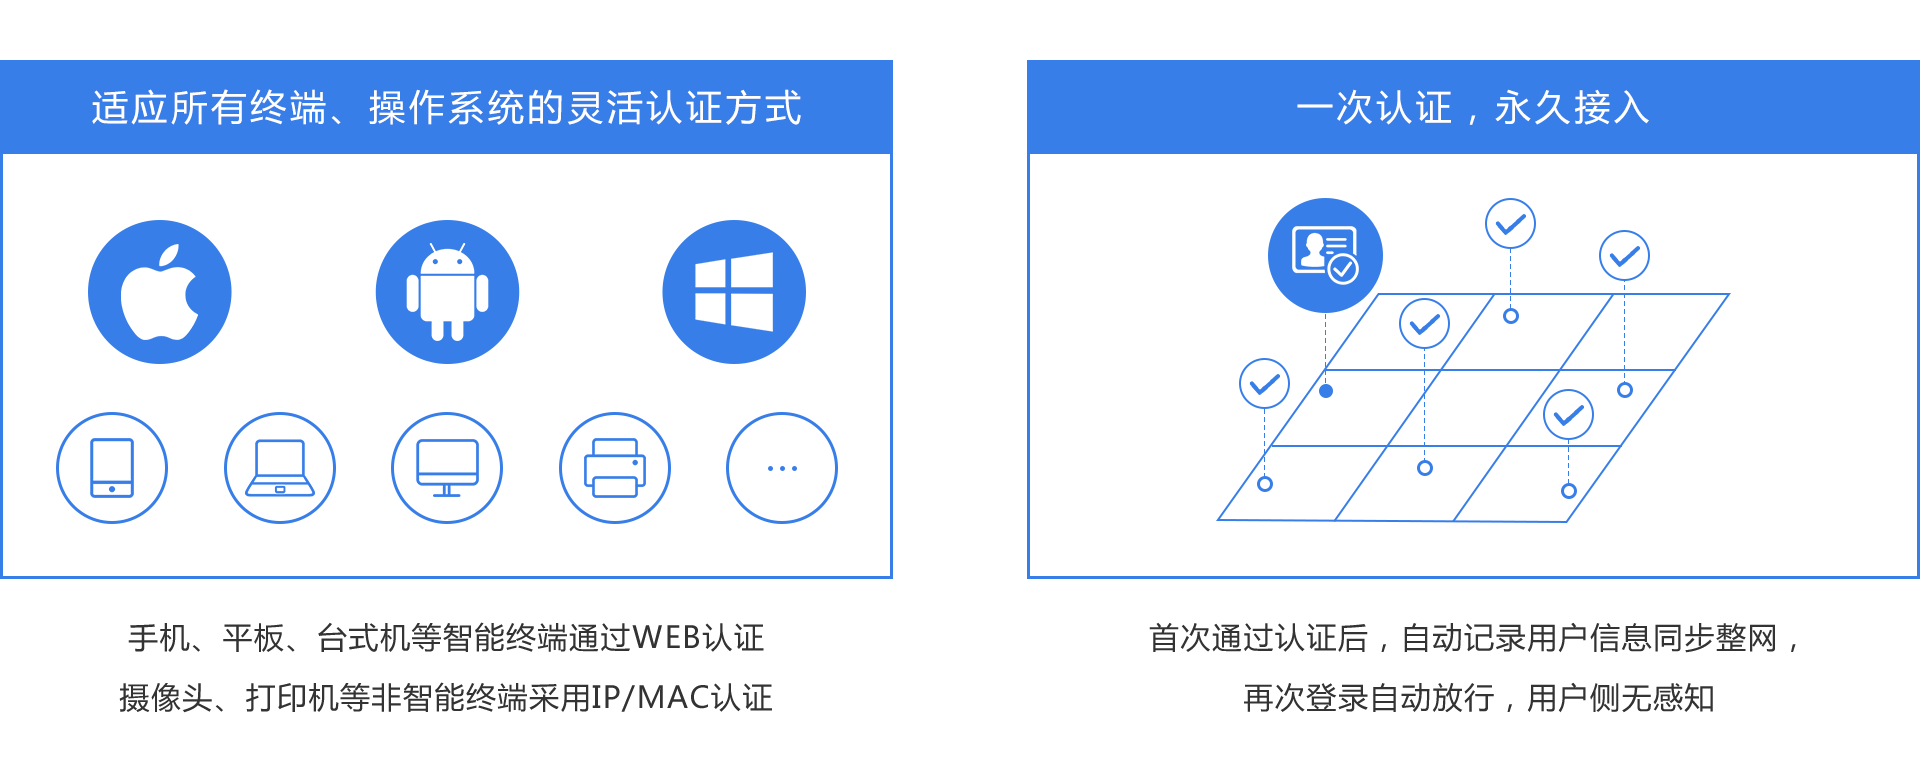 适应所有终端、操作系统的灵活认证方式
手机、平板、台式机等智能终端通过WEB认证
摄像头、打印机等非智能终端采用IP/MAC认证
一次认证，永久接入
首次通过认证后，自动记录用户信息同步整网，
再次登录自动放行，用户侧无感知